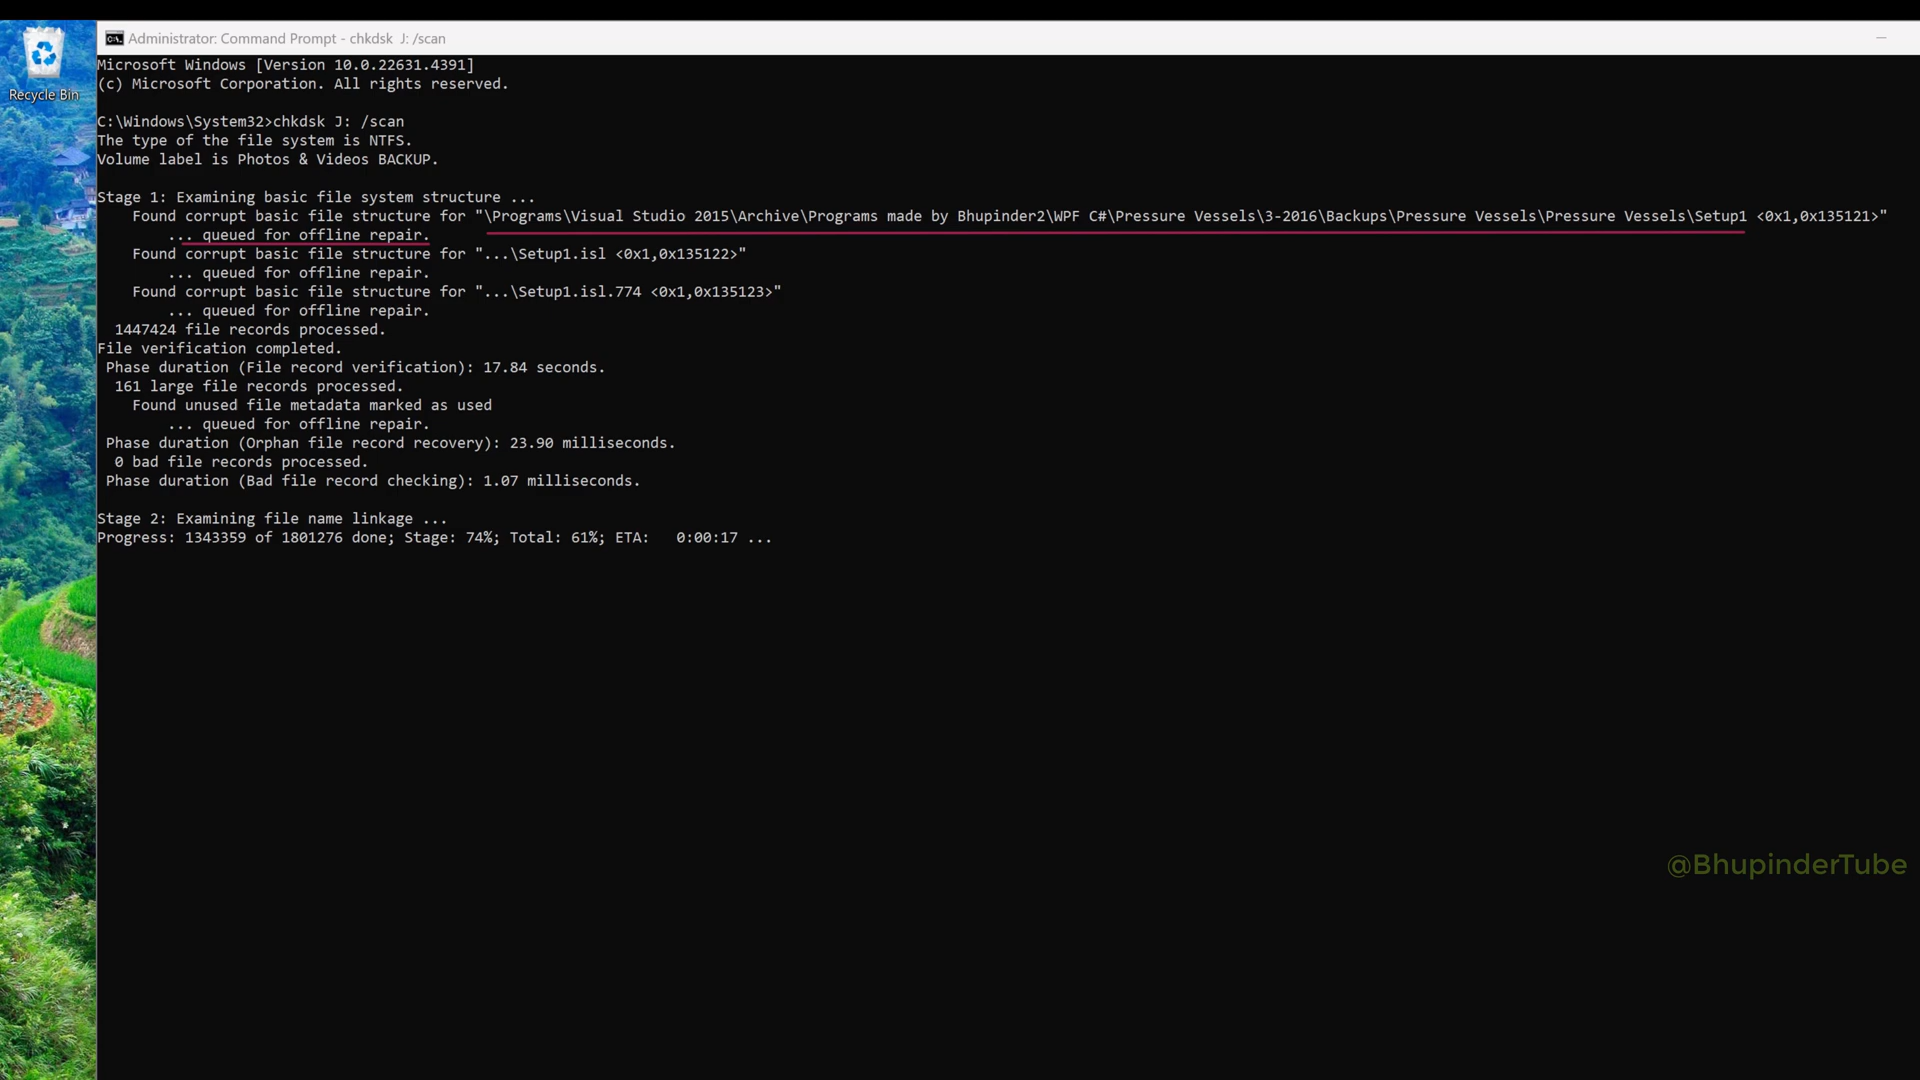 Recycle Bin
Administrator: Command Prompt - chkdsk  J: /scan
Microsoft Windows [Version 10.0.22631.4391]
(c) Microsoft Corporation. All rights reserved.
C:\Windows\System32>chkdsk J: /scan
The type of the file system is NTFS.
Volume label is Photos & Videos BACKUP.
Stage 1: Examining basic file system structure ...
Found corrupt basic file structure for "\Programs\Visual Studio 2015\Archive\Programs made by Bhupinder2\WPF C#\Pressure Vessels\3-2016\Backups\Pressure Vessels\Pressure Vessels\Setup1 <0x1,0x135121>"
... queued for offline repair.
Found corrupt basic file structure for "...\Setup1.isl <0x1,0x135122>"
... queued for offline repair.
Found corrupt basic file structure for "...\Setup1.isl.774 <0x1,0x135123>"
... queued for offline repair.
1447424 file records processed.
File verification completed.
Phase duration (File record verification): 17.84 seconds.
161 large file records processed.
Found unused file metadata marked as used
... queued for offline repair.
Phase duration (Orphan file record recovery): 23.90 milliseconds.
0 bad file records processed.
Phase duration (Bad file record checking): 1.07 milliseconds.
Stage 2: Examining file name linkage ...
Progress: 1343359 of 1801276 done; Stage: 74%; Total: 61%; ETA:   0:00:17 ...
@BhupinderTube